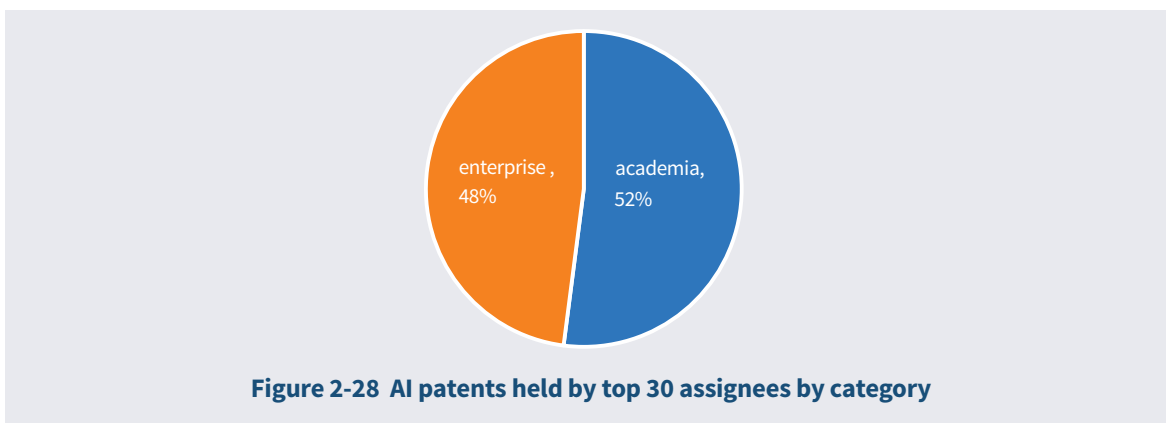 enterprise ,
48%
academia,
52%
Figure 2-28 AI patents held by top 30 assignees by category